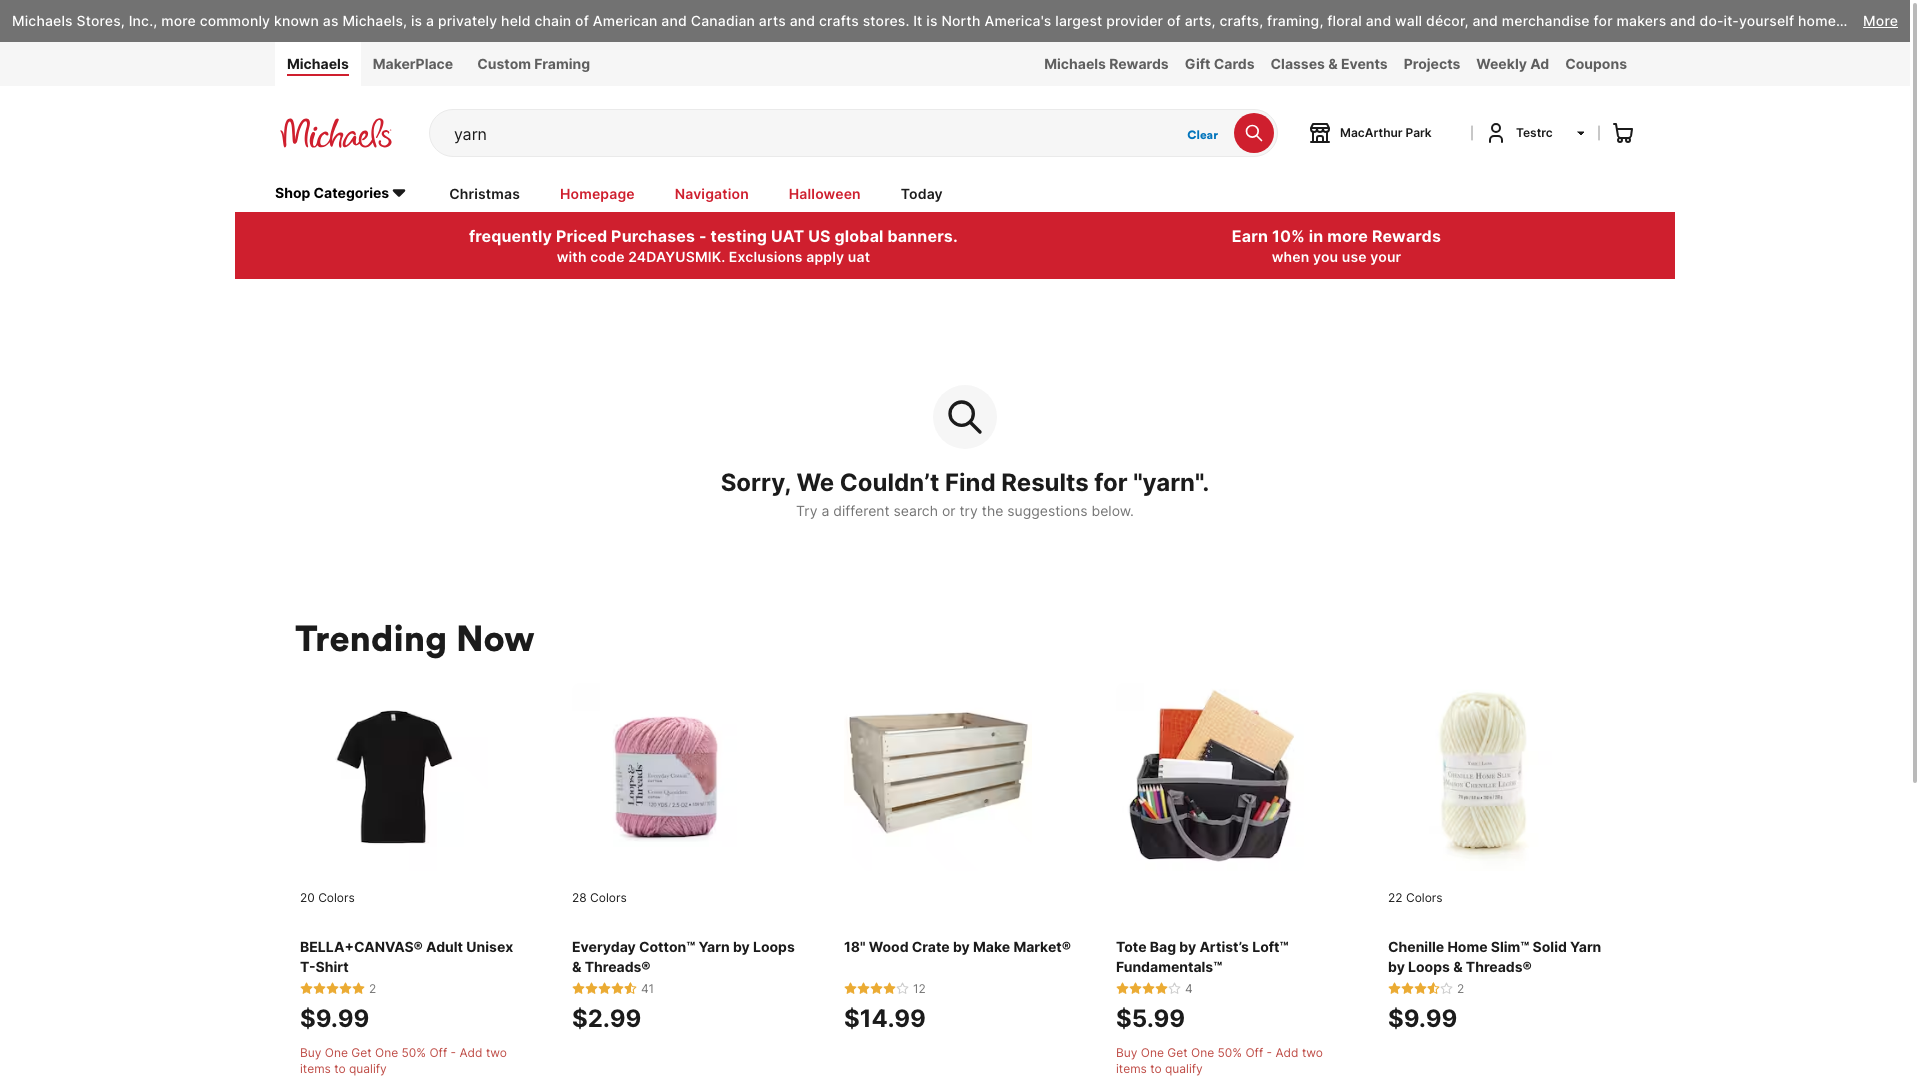 Michaels Stores, Inc., more commonly known as Michaels, is a privately held chain of American and Canadian arts and crafts stores. It is North America's largest provider of arts, crafts, framing, floral and wall décor, and merchandise for makers and do-it-yourself home... More
Michaels MakerPlace Custom Framing Michaels Rewards Gift Cards Classes & Events Projects Weekly Ad Coupons
Michaels yarn Clear MacArthur Park Testrc
Shop Categories Christmas Homepage Navigation Halloween Today
frequently Priced Purchases - testing UAT US global banners. Earn 10% in more Rewards
with code 24DAYUSMIK. Exclusions apply uat when you use your
Sorry, We Couldn’t Find Results for "yarn".
Try a different search or try the suggestions below.
Trending Now
Loops & Threads
Everyday Cotton
CHENILLE HOME SLIM
20 Colors 28 Colors 22 Colors
BELLA+CANVAS® Adult Unisex T-Shirt
2
$9.99
Buy One Get One 50% Off - Add two
items to qualify
Everyday Cotton™ Yarn by Loops
& Threads®
41
$2.99
18" Wood Crate by Make Market®
12
$14.99
Tote Bag by Artist’s Loft™
Fundamentals™
4
$5.99
Buy One Get One 50% Off - Add two
items to qualify
Chenille Home Slim™ Solid Yarn
by Loops & Threads®
2
$9.99